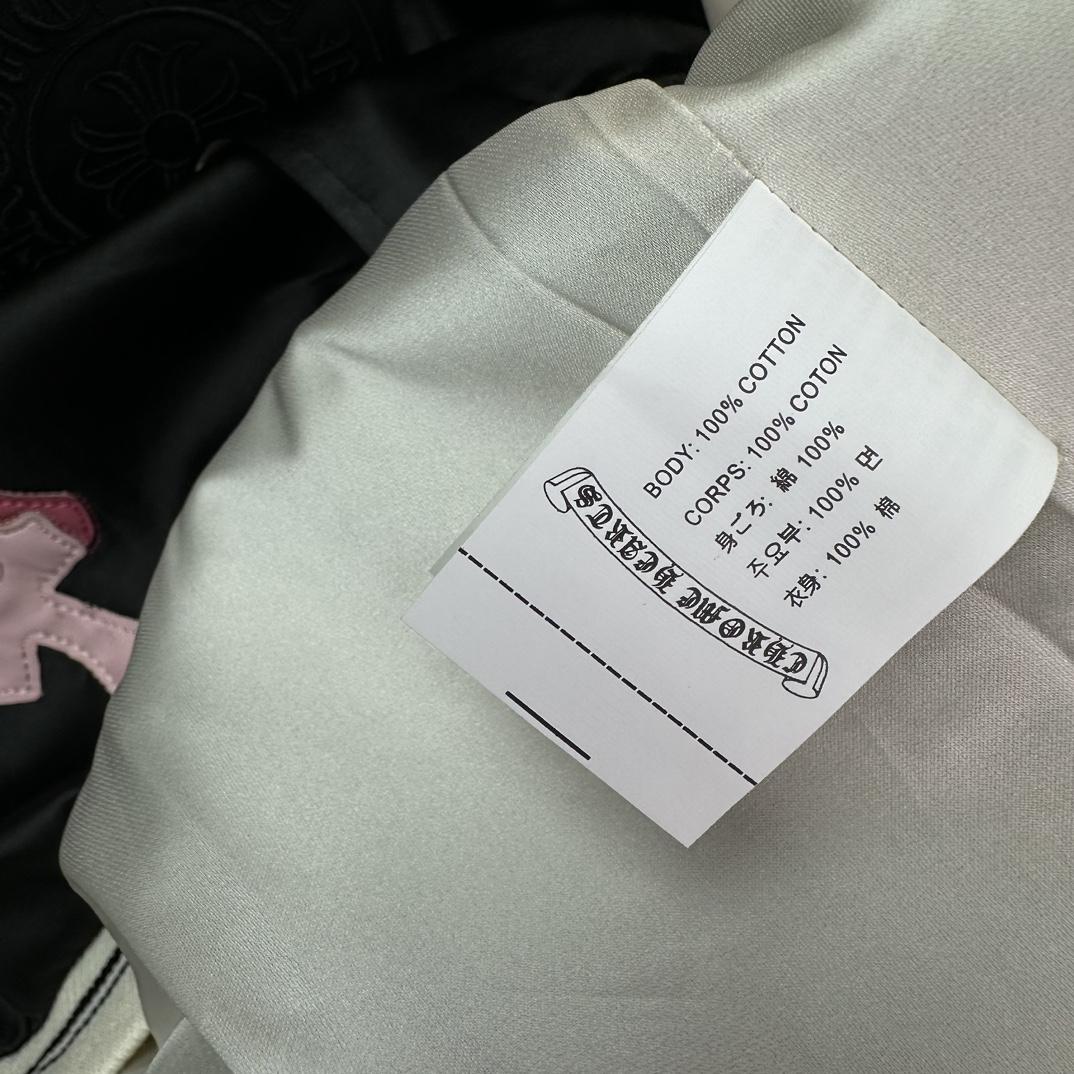 BODY: 100% COTTON
CORPS: 100% COTON
身ごろ: 綿 100%
주요부: 100% 면
衣身: 100% 棉
CHROME HEARTS